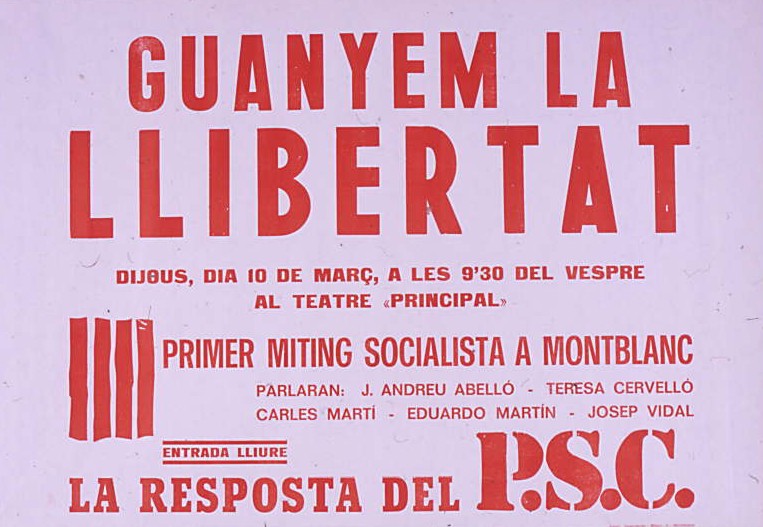 GUANYEM LA
LLIBERTAT
DIJOUS, DIA 10 DE MARÇ, A LES 9'30 DEL VESPRE
AL TEATRE «PRINCIPAL»
PRIMER MITING SOCIALISTA A MONTBLANC
PARLARAN: J. ANDREU ABELLÓ - TERESA CERVELLÓ
CARLES MARTÍ - EDUARDO MARTÍN - JOSEP VIDAL
ENTRADA LLIURE
LA RESPOSTA DEL P.S.C.